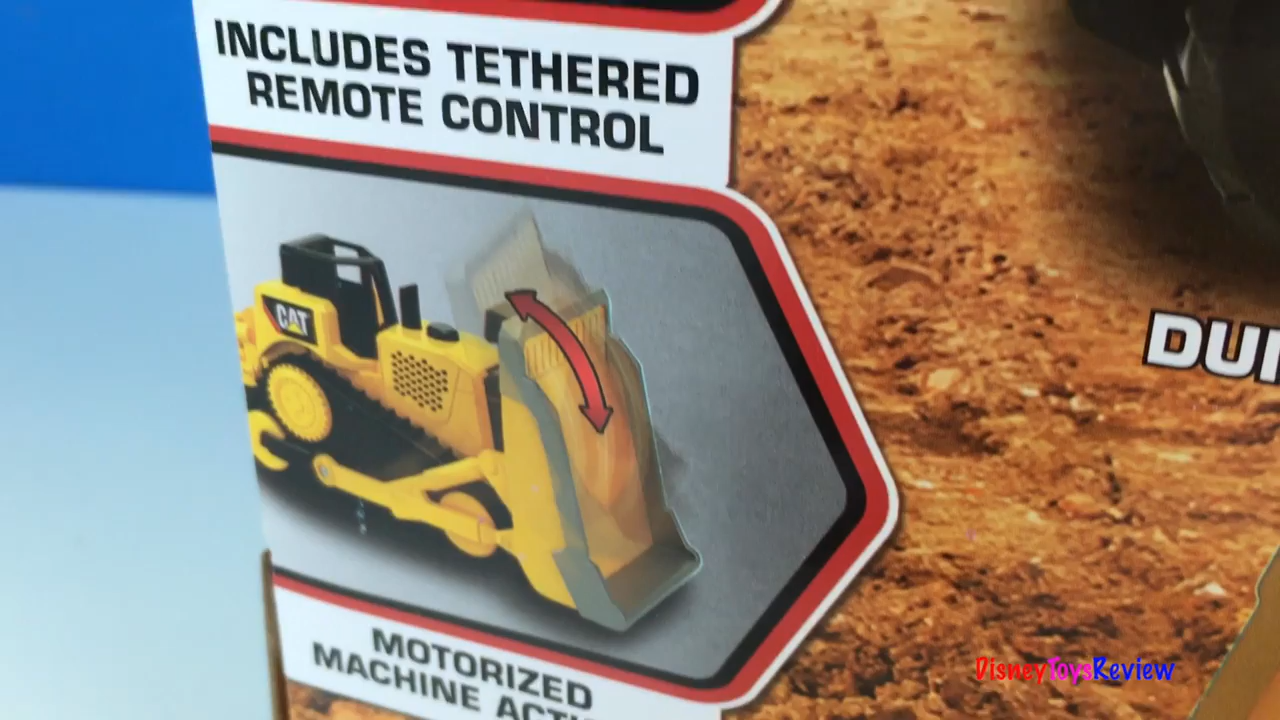 INCLUDES TETHERED
REMOTE CONTROL
CAT
MOTORIZED
MACHINE
DisneyToysReview